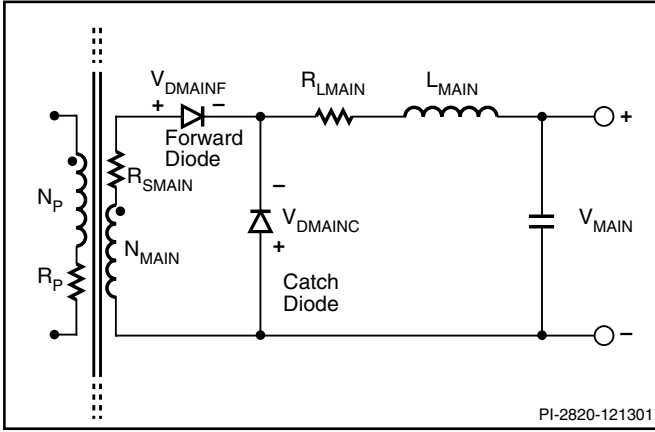 V_DMAINF
R_LMAIN
L_MAIN
+ −
+
Forward
Diode
R_SMAIN
N_P
−
V_DMAINC
V_MAIN
N_MAIN
+
R_P
Catch
Diode
−
PI-2820-121301